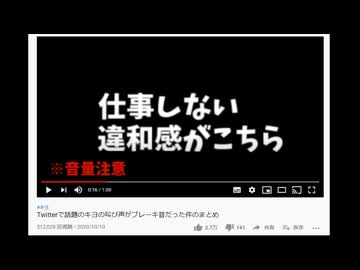 仕事しない
違和感がこちら
※音量注意
0:16 / 1:09
#キヨ
Twitterで話題のキヨの叫び声がブレーキ音だった件のまとめ
512,029 回視聴・2020/10/10
2.7万
141
共有
保存